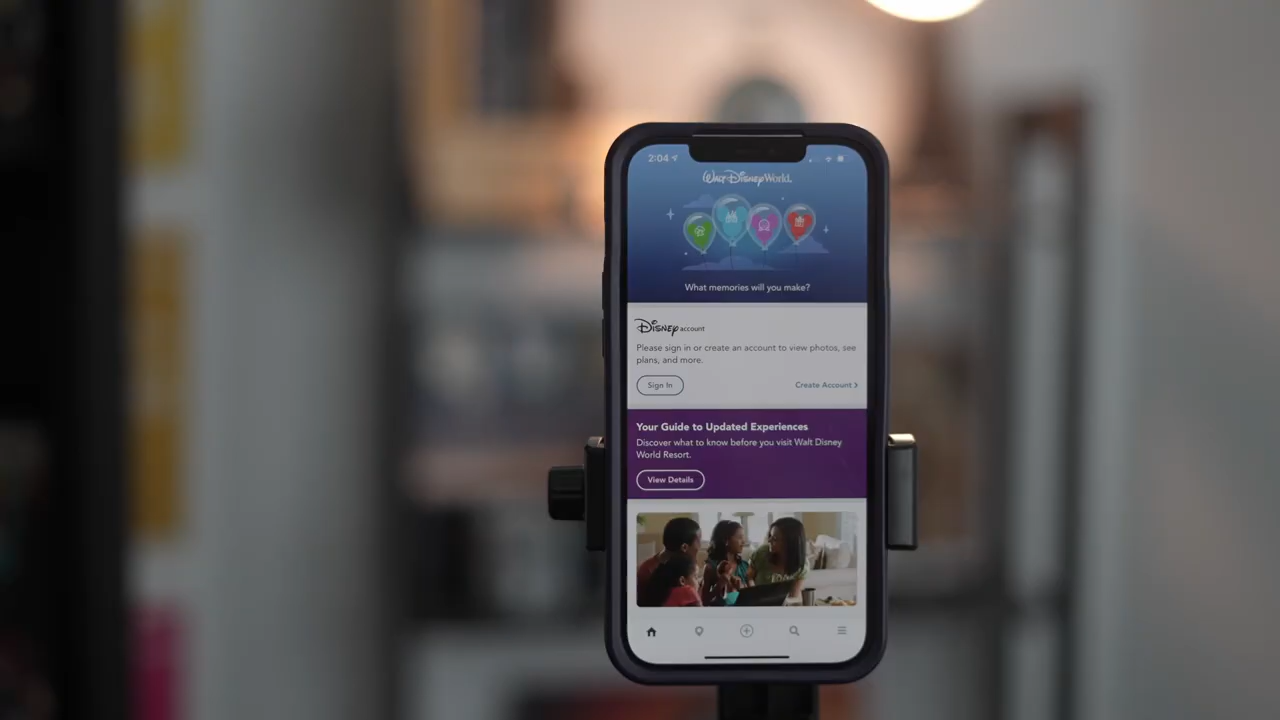 2:04
Walt Disney World.
What memories will you make?
Disney account
Please sign in or create an account to view photos, see
plans, and more.
Sign In
Create Account >
Your Guide to Updated Experiences
Discover what to know before you visit Walt Disney
World Resort.
View Details